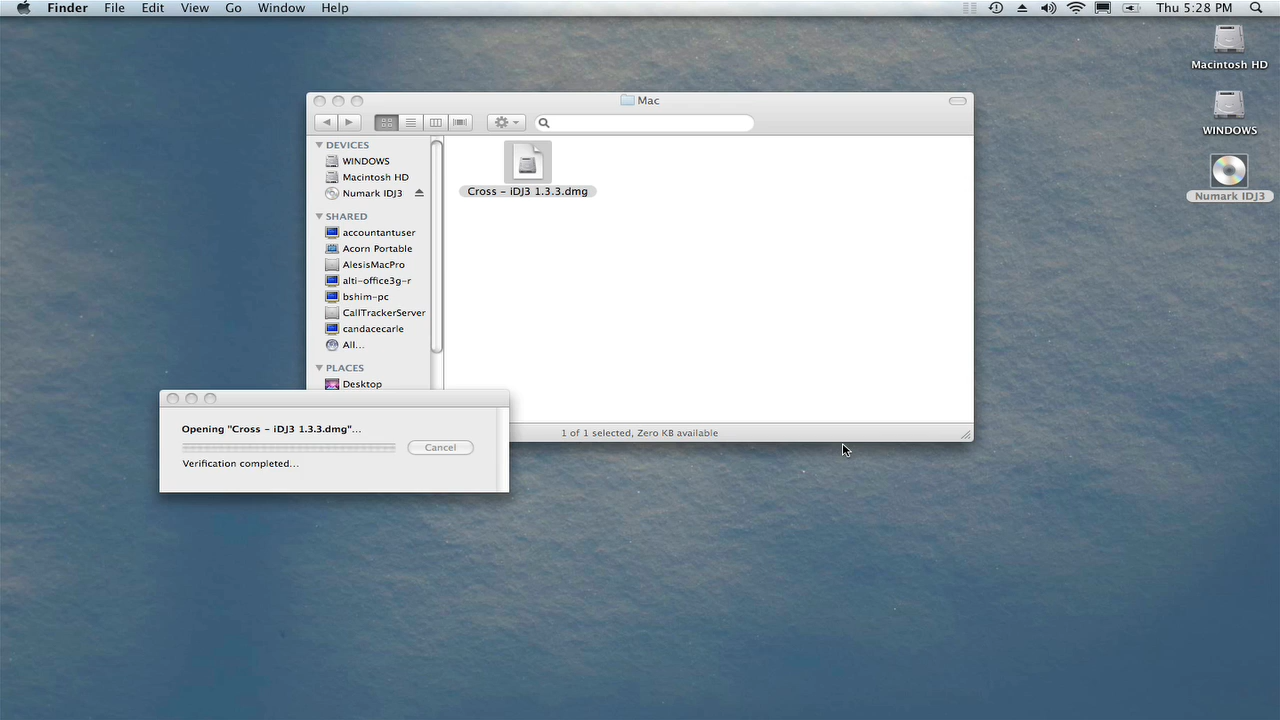 Finder File Edit View Go Window Help
Thu 5:28 PM
Macintosh HD
WINDOWS
Numark IDJ3
Mac
DEVICES
WINDOWS
Macintosh HD
Numark IDJ3
SHARED
accountantuser
Acorn Portable
AlesisMacPro
alti-office3g-r
bshim-pc
CallTrackerServer
candacecarle
All...
PLACES
Desktop
Cross - iDJ3 1.3.3.dmg
1 of 1 selected, Zero KB available
Opening "Cross - iDJ3 1.3.3.dmg"...
Cancel
Verification completed...